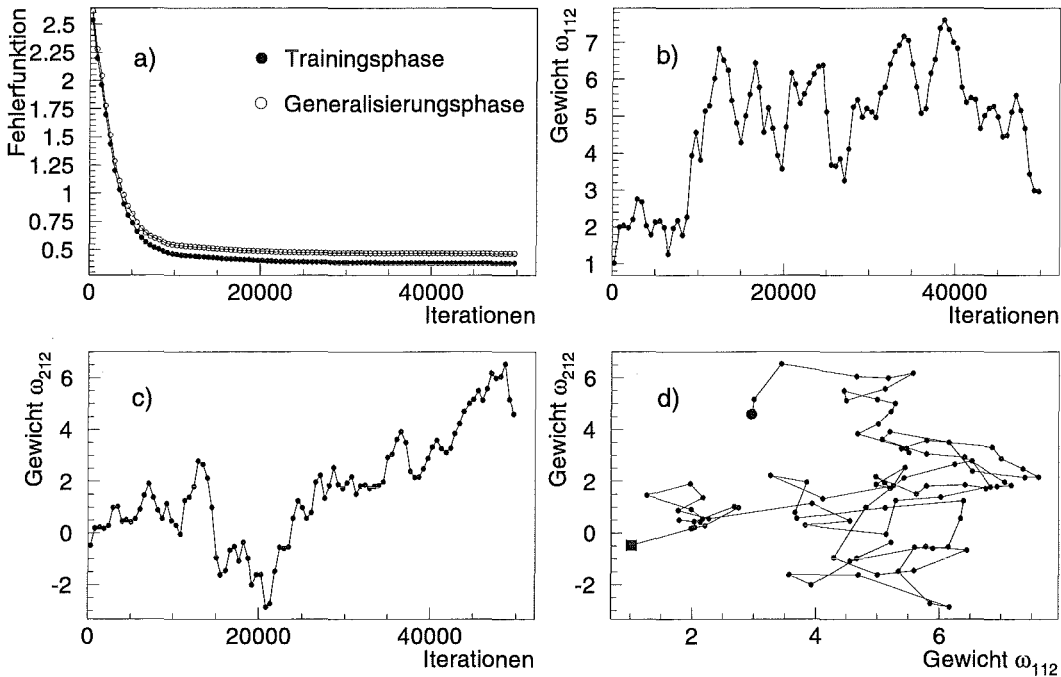 Fehlerfunktion
2.5
2.25
2
1.75
1.5
1.25
1
0.75
0.5
a)
Trainingsphase
Generalisierungsphase
0
20000
40000
Iterationen
Gewicht ω112
7
6
5
4
3
2
1
b)
0
20000
40000
Iterationen
Gewicht ω212
6
4
2
0
-2
c)
0
20000
40000
Iterationen
Gewicht ω212
6
4
2
0
-2
d)
2
4
6
Gewicht ω112